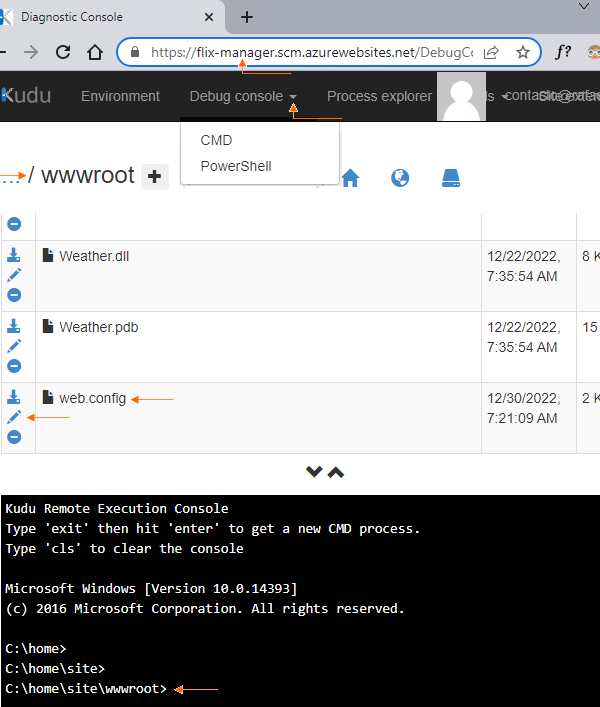 Diagnostic Console
https://flix-manager.scm.azurewebsites.net/DebugCo
f?
Kudu Environment Debug console Process explorer Site exten
CMD
PowerShell
... / wwwroot
Weather.dll 12/22/2022, 8 K
7:35:54 AM
Weather.pdb 12/22/2022, 15
7:35:54 AM
web.config 12/30/2022, 2 K
7:21:09 AM
Kudu Remote Execution Console
Type 'exit' then hit 'enter' to get a new CMD process.
Type 'cls' to clear the console
Microsoft Windows [Version 10.0.14393]
(c) 2016 Microsoft Corporation. All rights reserved.
C:\home>
C:\home\site>
C:\home\site\wwwroot>